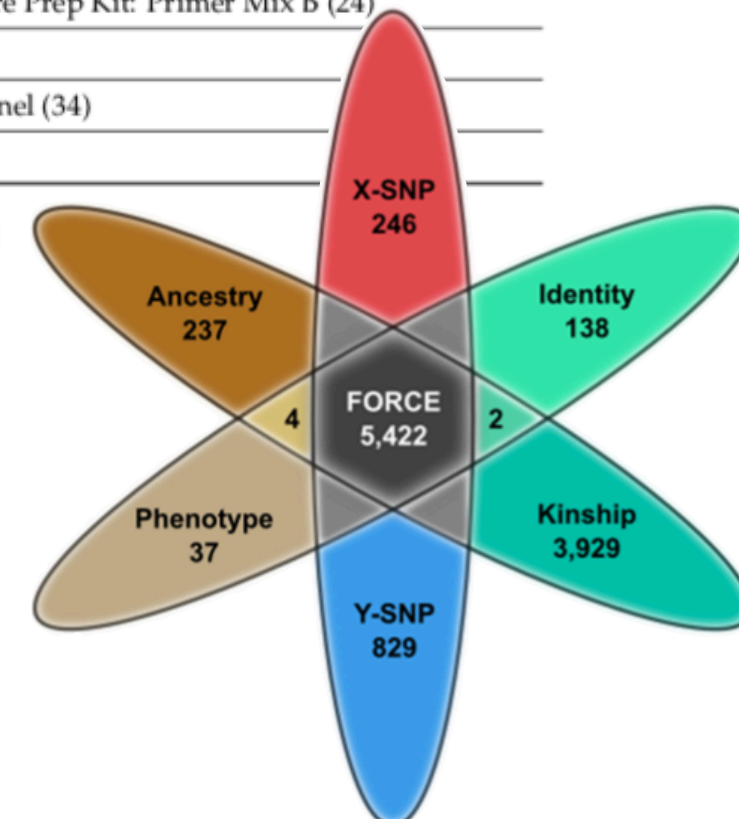 Prep Kit: Primer Mix B (24)
(34)
X-SNP
246
Ancestry
237
Identity
138
4
FORCE
5,422
2
Phenotype
37
Kinship
3,929
Y-SNP
829